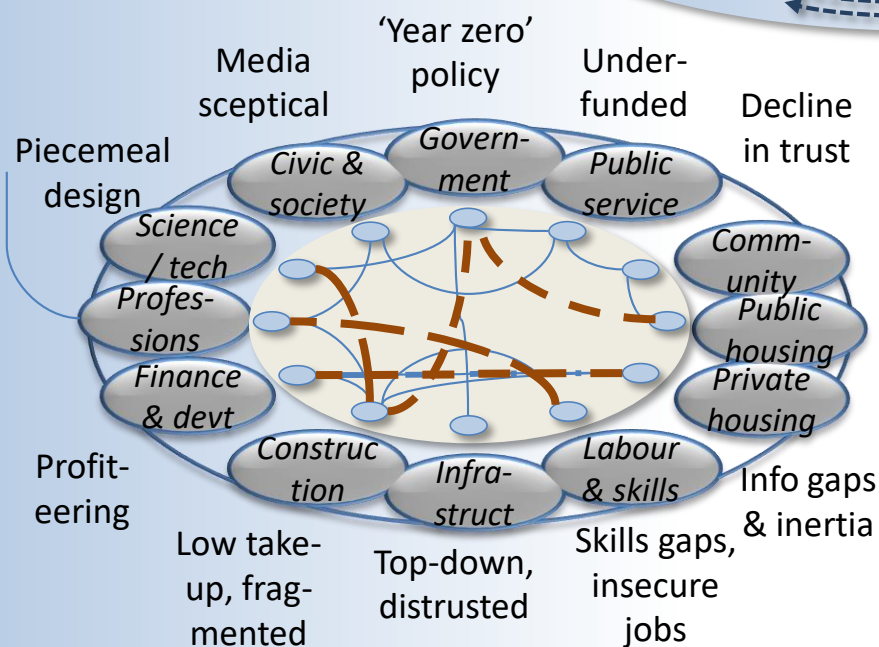 ‘Year zero’
policy
Media
sceptical
Under-
funded
Decline
in trust
Piecemeal
design
Govern-
ment
Civic &
society
Public
service
Science
/ tech
Comm-
unity
Profes-
sions
Public
housing
Finance
& devt
Private
housing
Construc
tion
Infra-
struct
Labour
& skills
Profit-
eering
Info gaps
& inertia
Low take-
up, frag-
mented
Top-down,
distrusted
Skills gaps,
insecure
jobs